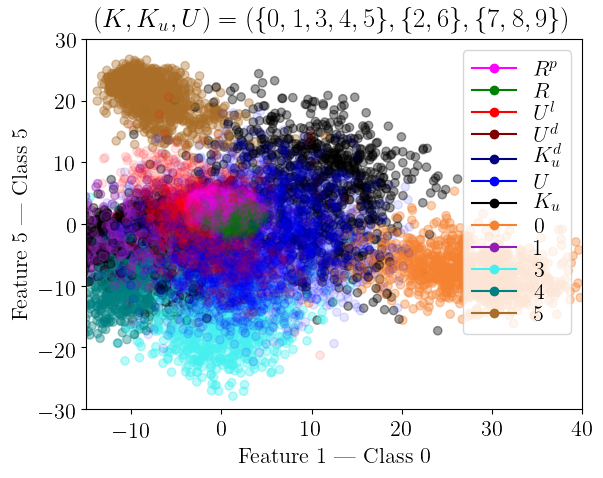 (K, K_u, U) = ({0, 1, 3, 4, 5}, {2, 6}, {7, 8, 9})
30
20
10
0
−10
−20
−30
Feature 5 — Class 5
−10
0
10
20
30
40
Feature 1 — Class 0
R^p
R
U^l
U^d
K_u^d
U
K_u
0
1
3
4
5